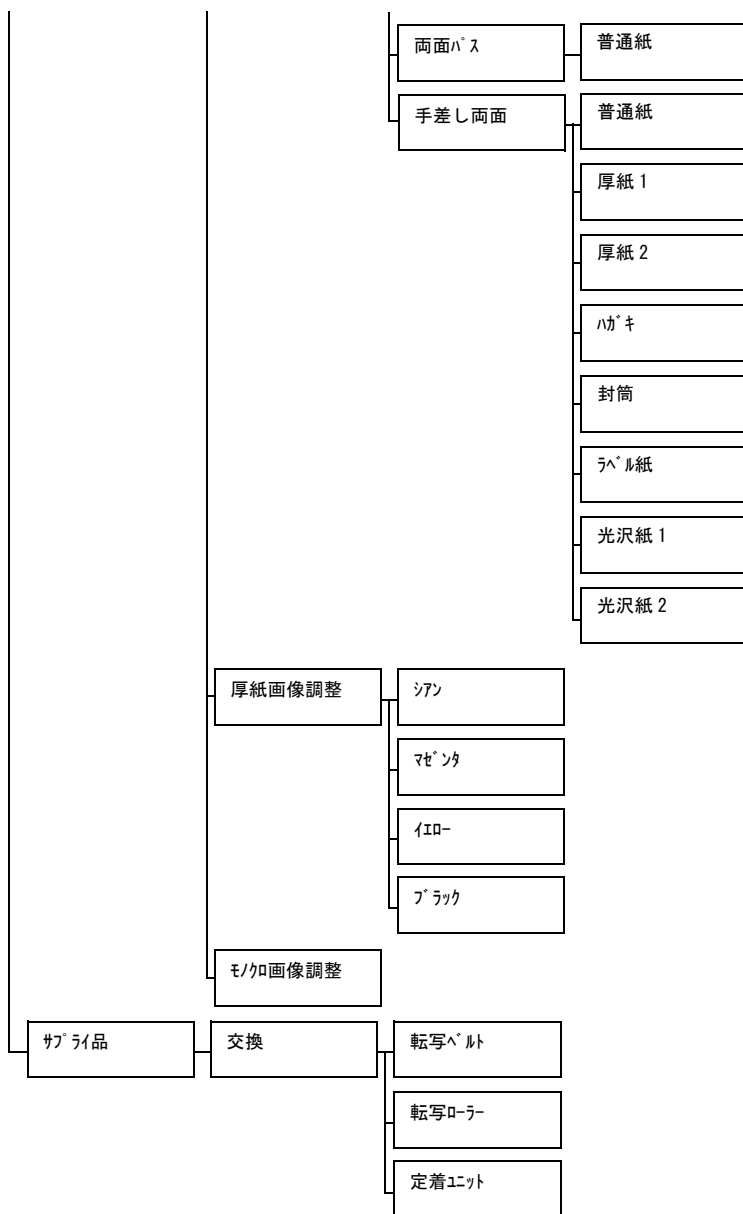 両面ﾊﾟｽ
普通紙
手差し両面
普通紙
厚紙 1
厚紙 2
ﾊｶﾞｷ
封筒
ﾗﾍﾞﾙ紙
光沢紙 1
光沢紙 2
厚紙画像調整
ｼｱﾝ
ﾏｾﾞﾝﾀ
ｲｴﾛｰ
ﾌﾞﾗｯｸ
ﾓﾉｸﾛ画像調整
ｻﾌﾟﾗｲ品
交換
転写ﾍﾞﾙﾄ
転写ﾛｰﾗｰ
定着ﾕﾆｯﾄ